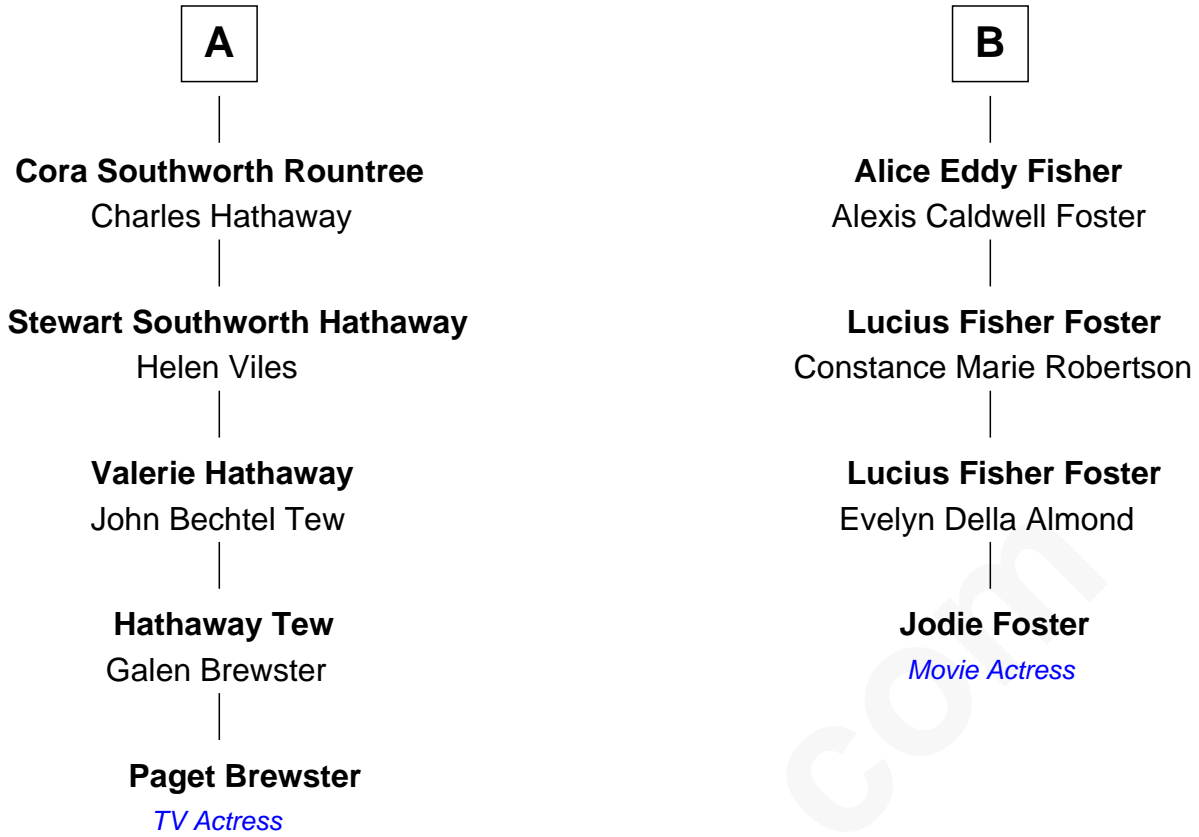 A
Cora Southworth Rountree
Charles Hathaway
Stewart Southworth Hathaway
Helen Viles
Valerie Hathaway
John Bechtel Tew
Hathaway Tew
Galen Brewster
Paget Brewster
TV Actress
B
Alice Eddy Fisher
Alexis Caldwell Foster
Lucius Fisher Foster
Constance Marie Robertson
Lucius Fisher Foster
Evelyn Della Almond
Jodie Foster
Movie Actress
com